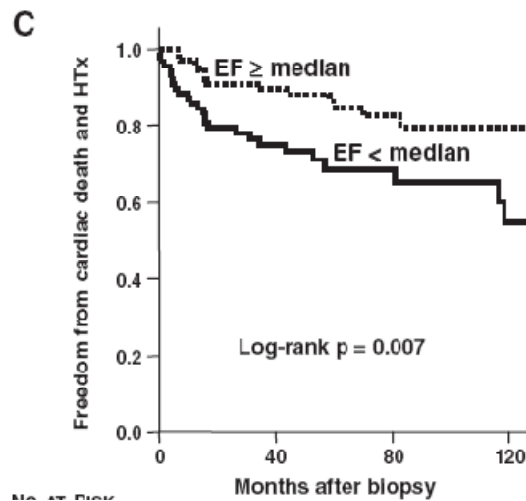 C
Freedom from cardiac death and HTx
1.0
0.8
0.6
0.4
0.2
0.0
EF ≥ median
EF < median
Log-rank p = 0.007
0 40 80 120
Months after biopsy
No. AT RISK